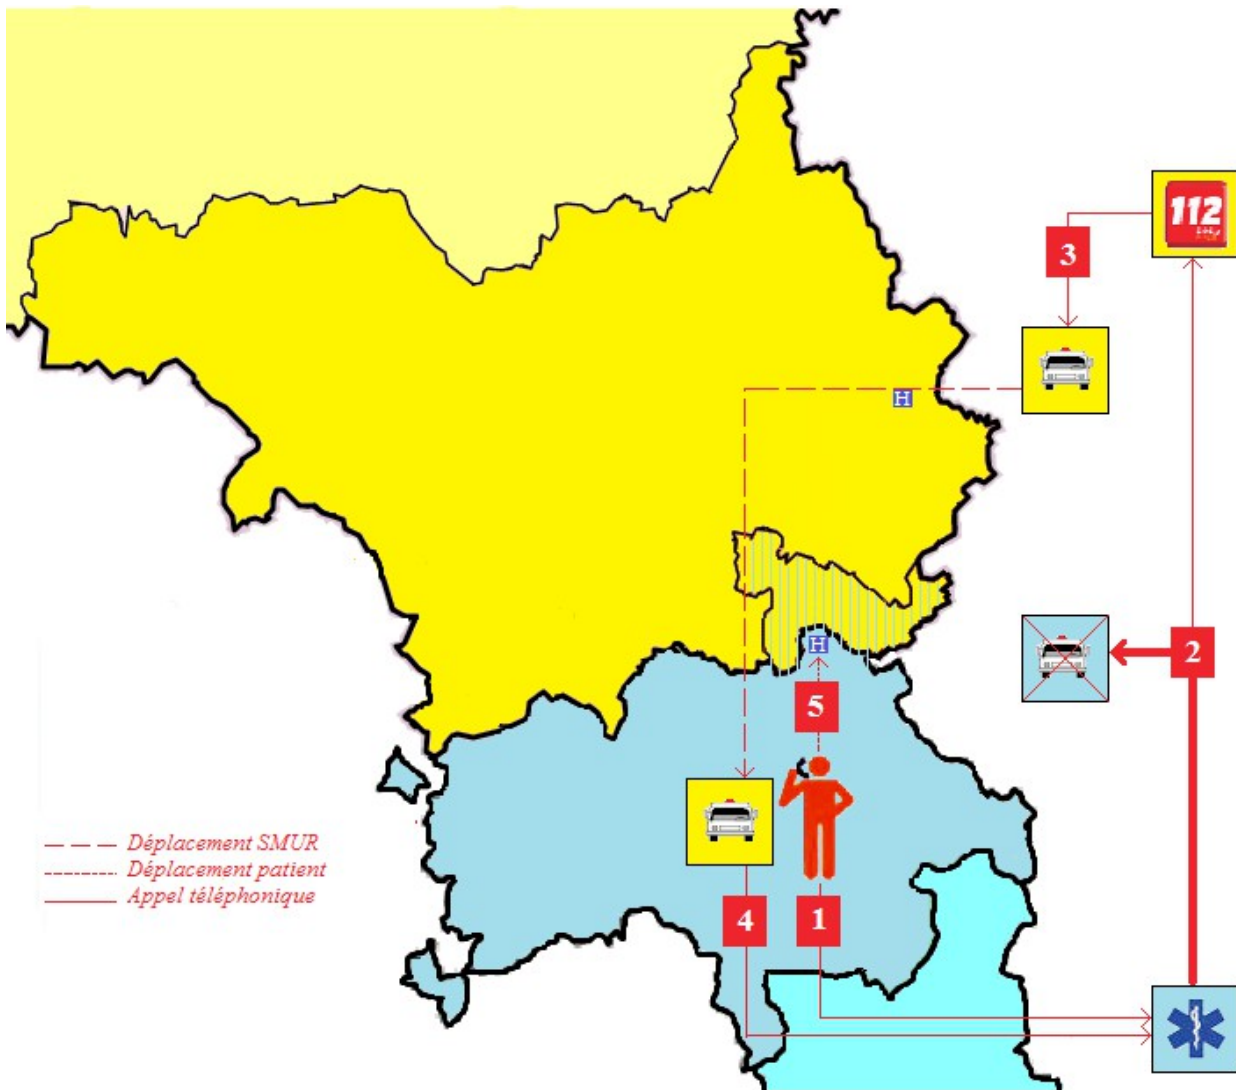 112
3
H
2
H
5
Déplacement SMUR
Déplacement patient
Appel téléphonique
4
1